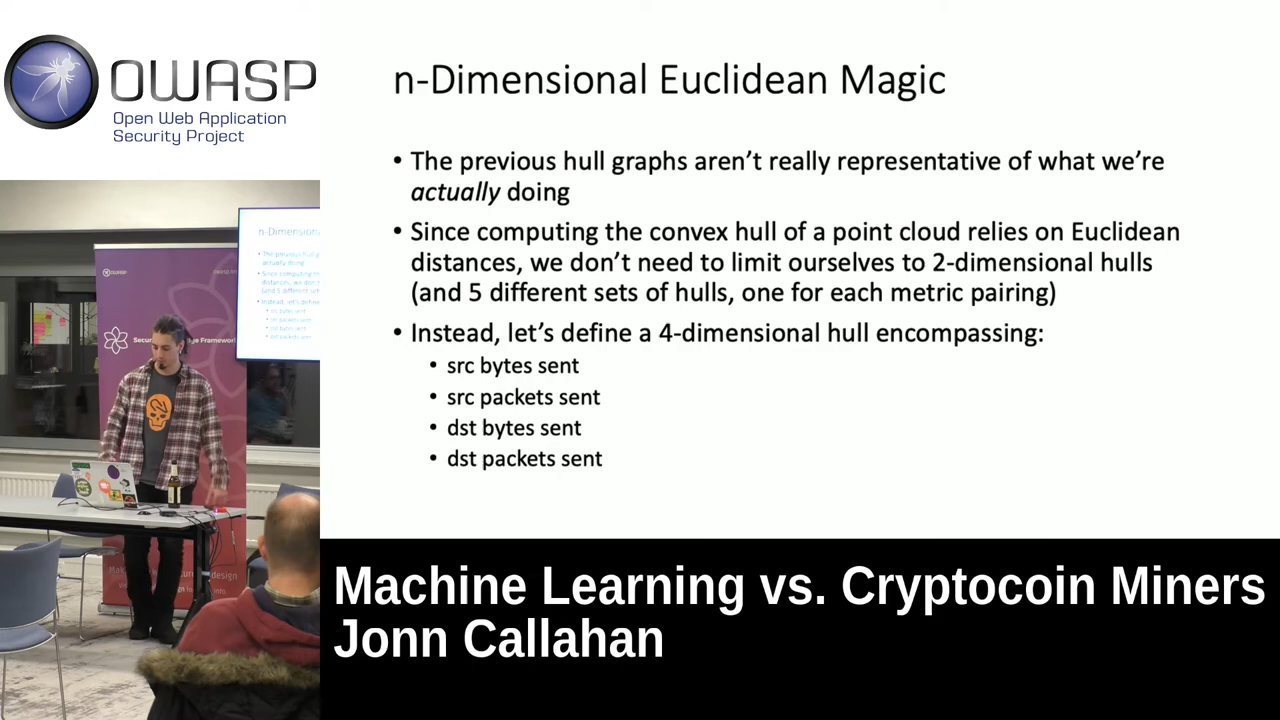 OWASP
Open Web Application
Security Project
n-Dimensional Euclidean Magic
• The previous hull graphs aren't really representative of what we're
actually doing
• Since computing the convex hull of a point cloud relies on Euclidean
distances, we don't need to limit ourselves to 2-dimensional hulls
(and 5 different sets of hulls, one for each metric pairing)
• Instead, let's define a 4-dimensional hull encompassing:
• src bytes sent
• src packets sent
• dst bytes sent
• dst packets sent
n-Dimension
OWASP
Machine Learning vs. Cryptocoin Miners
Jonn Callahan